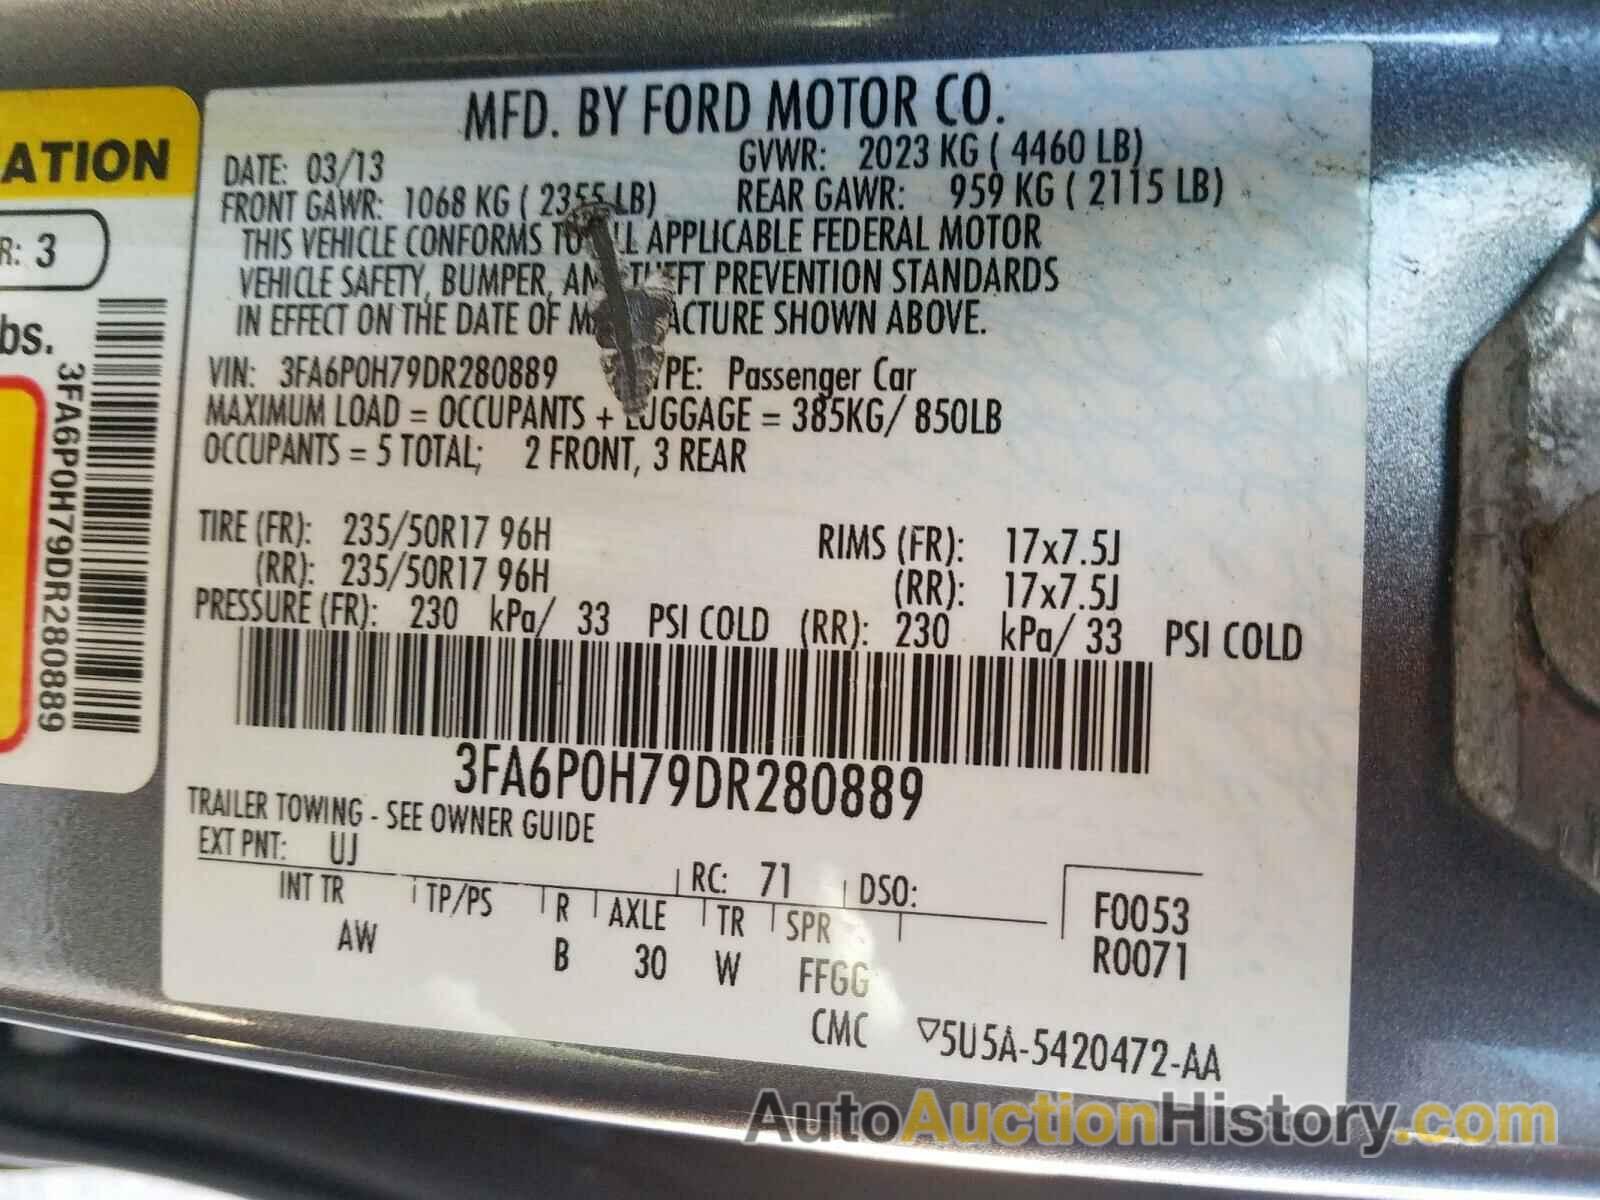 MFD. BY FORD MOTOR CO.
DATE: 03/13 GVWR: 2023 KG ( 4460 LB)
FRONT GAWR: 1068 KG ( 2355 LB) REAR GAWR: 959 KG ( 2115 LB)
THIS VEHICLE CONFORMS TO ALL APPLICABLE FEDERAL MOTOR
VEHICLE SAFETY, BUMPER, AND THEFT PREVENTION STANDARDS
IN EFFECT ON THE DATE OF MANUFACTURE SHOWN ABOVE.
VIN: 3FA6P0H79DR280889 TYPE: Passenger Car
MAXIMUM LOAD = OCCUPANTS + LUGGAGE = 385KG/ 850LB
OCCUPANTS = 5 TOTAL; 2 FRONT, 3 REAR
TIRE (FR): 235/50R17 96H RIMS (FR): 17x7.5J
(RR): 235/50R17 96H (RR): 17x7.5J
PRESSURE (FR): 230 kPa/ 33 PSI COLD (RR): 230 kPa/ 33 PSI COLD
3FA6P0H79DR280889
TRAILER TOWING - SEE OWNER GUIDE
EXT PNT: UJ RC: 71 DSO:
INT TR TP/PS R AXLE TR SPR F0053
AW B 30 W FFGG R0071
CMC ▽5U5A-5420472-AA
ATION
R: 3
bs.
3FA6P0H79DR280889
AutoAuctionHistory.com